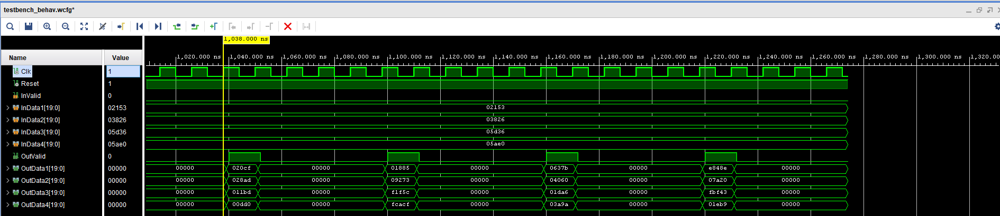 testbench_behav.wcfg*
1,038.000 ns
Name Value 1,020.000 ns 1,040.000 ns 1,060.000 ns 1,080.000 ns 1,100.000 ns 1,120.000 ns 1,140.000 ns 1,160.000 ns 1,180.000 ns 1,200.000 ns 1,220.000 ns 1,240.000 ns 1,260.000 ns 1,280.000 ns 1,300.000 ns 1,320.00
Clk 1
Reset 1
InValid 0
InData1[19:0] 02153 02153
InData2[19:0] 03826 03826
InData3[19:0] 05d36 05d36
InData4[19:0] 05ae0 05ae0
OutValid 0
OutData1[19:0] 00000 00000 020cf 00000 01885 00000 0637b 00000 e848e 00000
OutData2[19:0] 00000 00000 028ad 00000 09273 00000 04060 00000 07a20 00000
OutData3[19:0] 00000 00000 011bd 00000 f1f5c 00000 01da6 00000 fbf43 00000
OutData4[19:0] 00000 00000 00dd0 00000 fcacf 00000 03a9a 00000 01eb9 00000